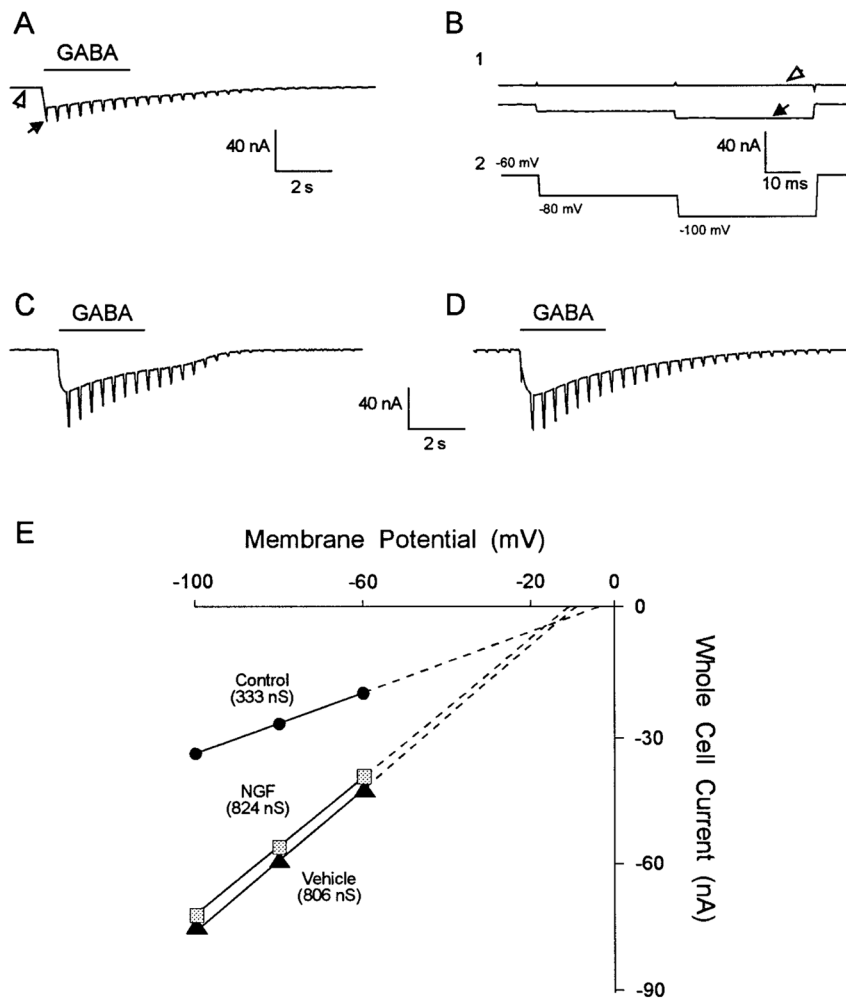 A
GABA
40 nA
2 s
B
1
40 nA
10 ms
2
-60 mV
-80 mV
-100 mV
C
GABA
40 nA
2 s
D
GABA
E
Membrane Potential (mV)
-100
-60
-20
0
0
-30
-60
-90
Whole Cell Current (nA)
Control
(333 nS)
NGF
(824 nS)
Vehicle
(806 nS)